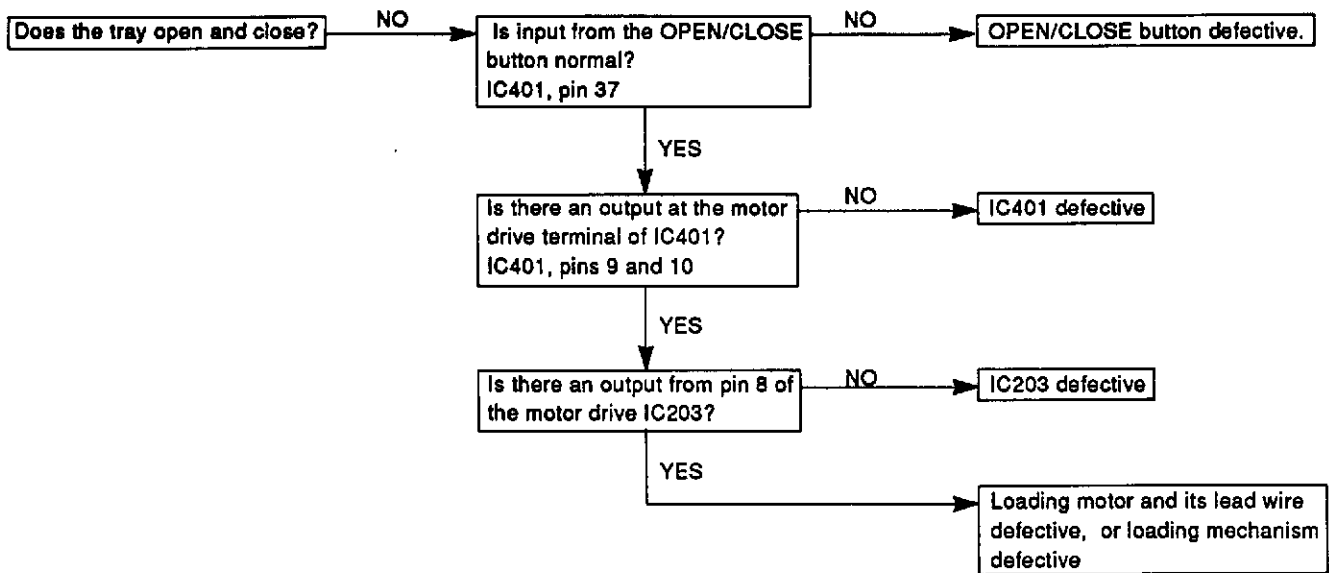 Does the tray open and close?
NO
Is input from the OPEN/CLOSE
button normal?
IC401, pin 37
NO
OPEN/CLOSE button defective.
YES
Is there an output at the motor
drive terminal of IC401?
IC401, pins 9 and 10
NO
IC401 defective
YES
Is there an output from pin 8 of
the motor drive IC203?
NO
IC203 defective
YES
Loading motor and its lead wire
defective, or loading mechanism
defective